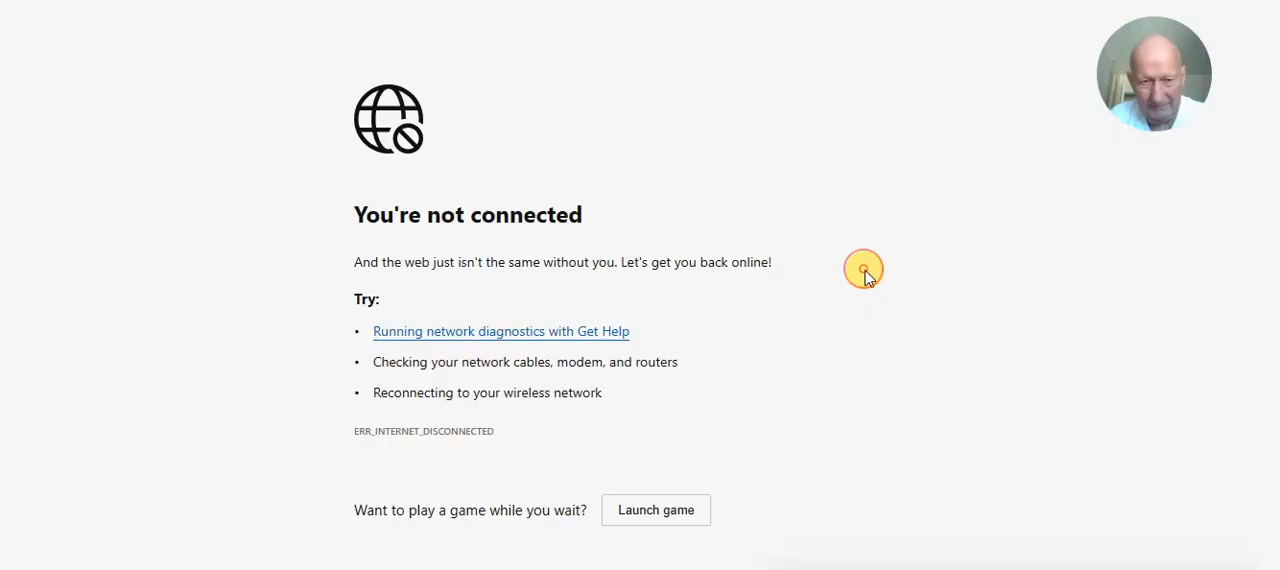 You're not connected
And the web just isn't the same without you. Let's get you back online!
Try:
• Running network diagnostics with Get Help
• Checking your network cables, modem, and routers
• Reconnecting to your wireless network
ERR_INTERNET_DISCONNECTED
Want to play a game while you wait? Launch game